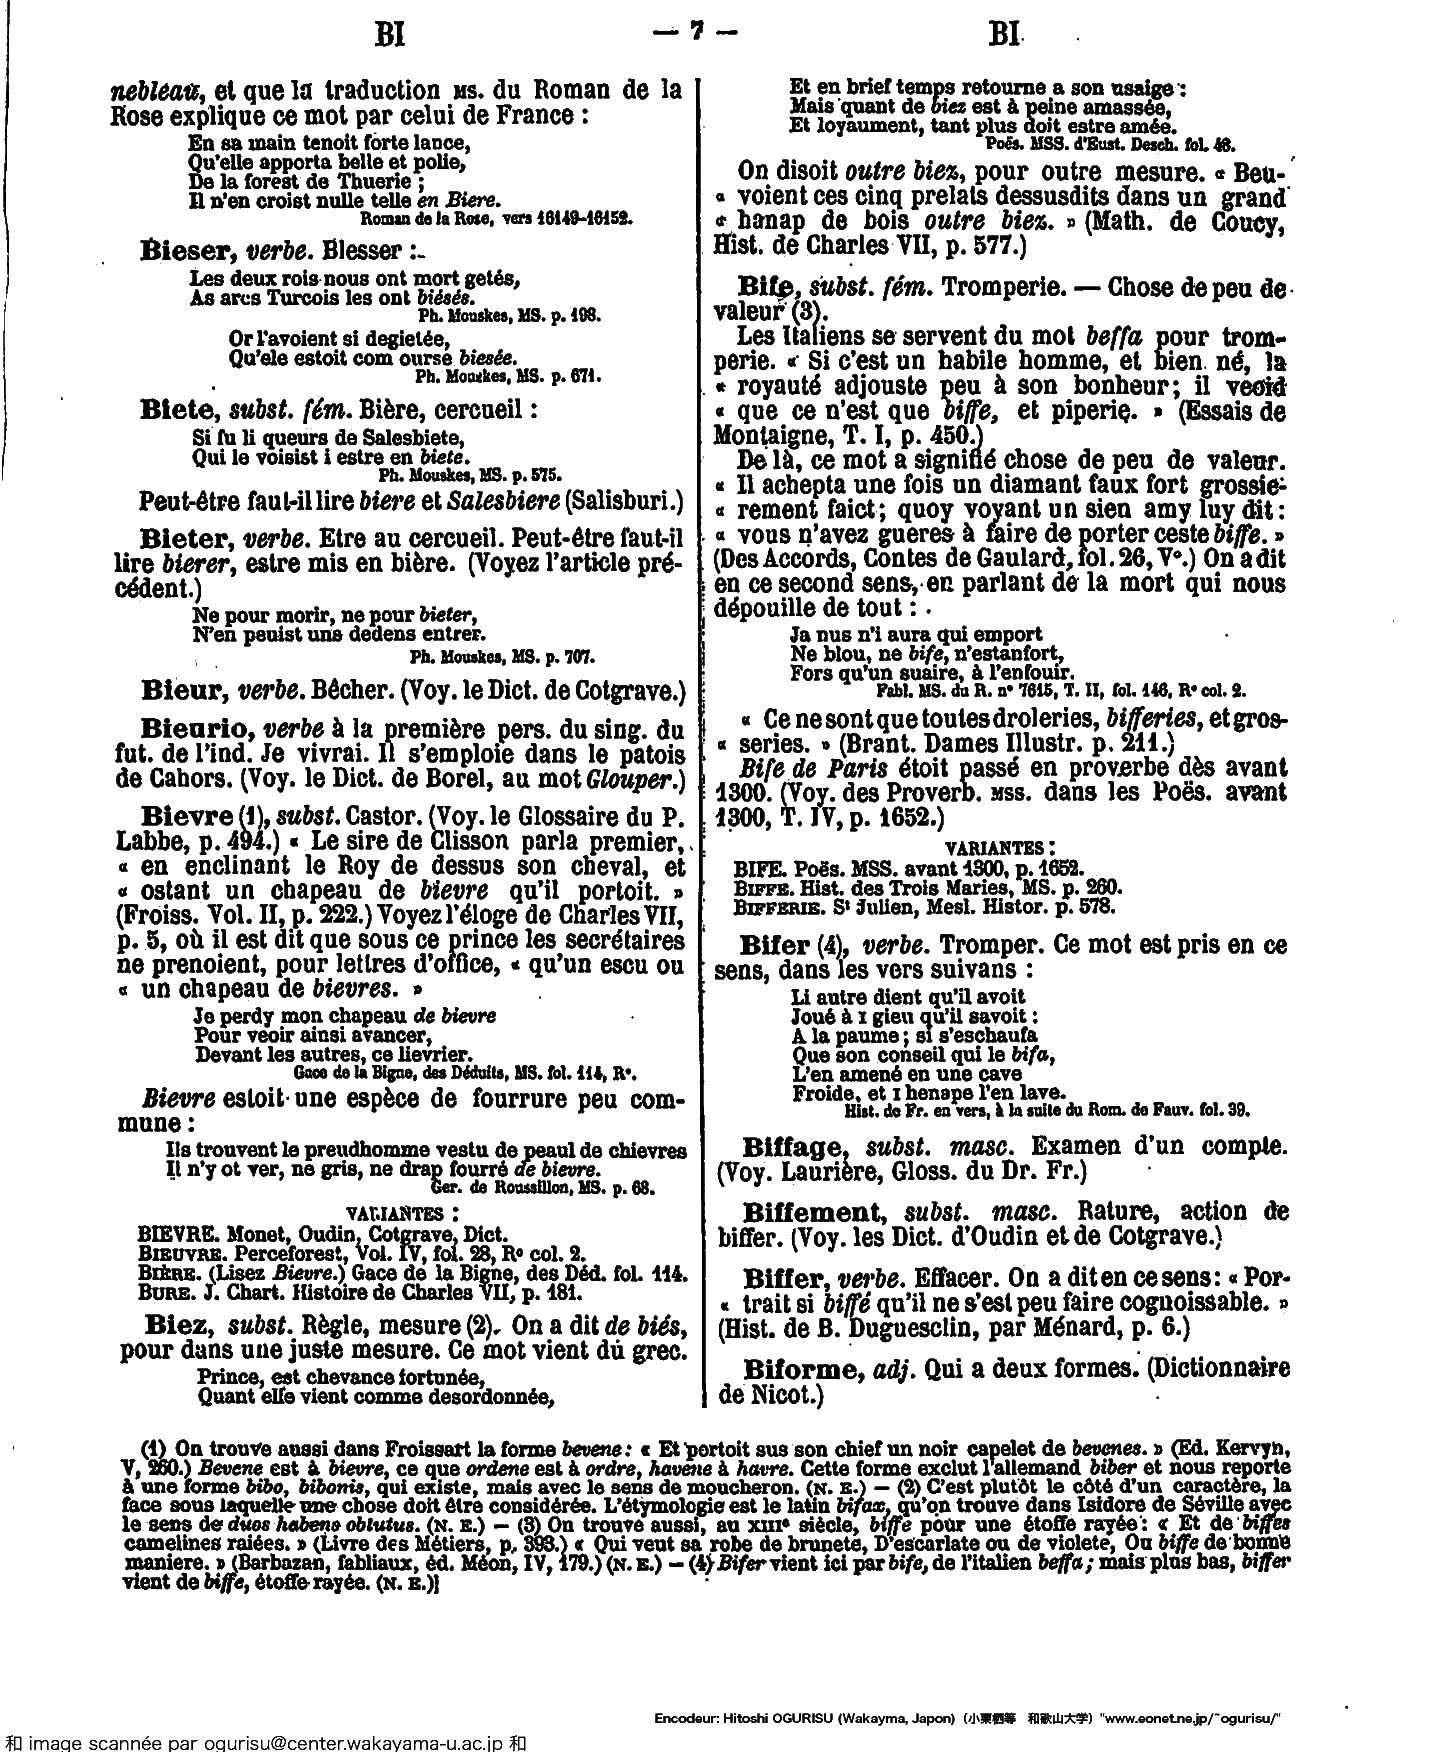 BI — 7 — BI
nebleau, et que la traduction MS. du Roman de la
Rose explique ce mot par celui de France :
En sa main tenoit forte lance,
Qu'elle apporta belle et polie,
De la forest de Thuerie ;
Il n'en croist nulle telle en Biere.
Roman de la Rose, vers 16149-16152.
Bieser, verbe. Blesser :
Les deux rois nous ont mort getés,
As arcs Turcois les ont biésés.
Ph. Mouskes, MS. p. 198.
Or l'avoient si degietée,
Qu'ele estoit com ourse biesée.
Ph. Mouskes, MS. p. 671.
Biete, subst. fém. Bière, cercueil :
Si fu li queurs de Salesbiete,
Qui le voisist i estre en biete.
Ph. Mouskes, MS. p. 575.
Peut-être faut-il lire biere et Salesbiere (Salisburi.)
Bieter, verbe. Etre au cercueil. Peut-être faut-il
lire bierer, estre mis en bière. (Voyez l'article pré-
cédent.)
Ne pour morir, ne pour bieter,
N'en peuist uns dedens entrer.
Ph. Mouskes, MS. p. 707.
Bieur, verbe. Bêcher. (Voy. le Dict. de Cotgrave.)
Bieurio, verbe à la première pers. du sing. du
fut. de l'ind. Je vivrai. Il s'emploie dans le patois
de Cahors. (Voy. le Dict. de Borel, au mot Glouper.)
Bievre (1), subst. Castor. (Voy. le Glossaire du P.
Labbe, p. 494.) « Le sire de Clisson parla premier,
« en enclinant le Roy de dessus son cheval, et
« ostant un chapeau de bievre qu'il portoit. »
(Froiss. Vol. II, p. 222.) Voyez l'éloge de Charles VII,
p. 5, où il est dit que sous ce prince les secrétaires
ne prenoient, pour lettres d'office, « qu'un escu ou
« un chapeau de bievres. »
Je perdy mon chapeau de bievre
Pour veoir ainsi avancer,
Devant les autres, ce lievrier.
Gace de la Bigne, des Déduits, MS. fol. 114, R°.
Bievre estoit une espèce de fourrure peu com-
mune :
Ils trouvent le preudhomme vestu de peaul de chievres
Il n'y ot ver, ne gris, ne drap fourré de bievre.
Ger. de Roussillon, MS. p. 68.
VARIANTES :
BIEVRE. Monet, Oudin, Cotgrave, Dict.
BIEUVRE. Perceforest, Vol. IV, fol. 28, R° col. 2.
BIÈRE. (Lisez Bievre.) Gace de la Bigne, des Déd. fol. 114.
BURE. J. Chart. Histoire de Charles VII, p. 181.
Biez, subst. Règle, mesure (2). On a dit de biés,
pour dans une juste mesure. Ce mot vient du grec.
Prince, est chevance fortunée,
Quant elle vient comme desordonnée,
Et en brief temps retourne a son usaige :
Mais quant de biez est à peine amassée,
Et loyaument, tant plus doit estre amée.
Poës. MSS. d'Eust. Desch. fol. 46.
On disoit outre biez, pour outre mesure. « Beu-
« voient ces cinq prelats dessusdits dans un grand
« hanap de bois outre biez. » (Math. de Coucy,
Hist. de Charles VII, p. 577.)
Bife, subst. fém. Tromperie. — Chose de peu de
valeur (3).
Les Italiens se servent du mot beffa pour trom-
perie. « Si c'est un habile homme, et bien né, la
« royauté adjouste peu à son bonheur ; il veoid
« que ce n'est que biffe, et piperie. » (Essais de
Montaigne, T. I, p. 450.)
De là, ce mot a signifié chose de peu de valeur.
« Il achepta une fois un diamant faux fort grossie-
« rement faict ; quoy voyant un sien amy luy dit :
« vous n'avez gueres à faire de porter ceste biffe. »
(Des Accords, Contes de Gaulard, fol. 26, V°.) On a dit
en ce second sens, en parlant de la mort qui nous
dépouille de tout :
Ja nus n'i aura qui emport
Ne blou, ne bife, n'estanfort,
Fors qu'un suaire, à l'enfouir.
Fabl. MS. du R. n° 7615, T. II, fol. 146, R° col. 2.
« Ce ne sont que toutes droleries, bifferies, et gros-
« series. » (Brant. Dames Illustr. p. 211.)
Bife de Paris étoit passé en proverbe dès avant
1300. (Voy. des Proverb. MSS. dans les Poës. avant
1300, T. IV, p. 1652.)
VARIANTES :
BIFE. Poës. MSS. avant 1300, p. 1652.
BIFFE. Hist. des Trois Maries, MS. p. 260.
BIFFERIE. St Julien, Mesl. Histor. p. 578.
Bifer (4), verbe. Tromper. Ce mot est pris en ce
sens, dans les vers suivans :
Li autre dient qu'il avoit
Joué à I gieu qu'il savoit :
A la paume ; si s'eschaufa
Que son conseil qui le bifa,
L'en amené en une cave
Froide, et I henape l'en lave.
Hist. de Fr. en vers, à la suite du Rom. de Fauv. fol. 39.
Biffage, subst. masc. Examen d'un compte.
(Voy. Laurière, Gloss. du Dr. Fr.)
Biffement, subst. masc. Rature, action de
biffer. (Voy. les Dict. d'Oudin et de Cotgrave.)
Biffer, verbe. Effacer. On a dit en ce sens : « Por-
« trait si biffé qu'il ne s'est peu faire cognoissable. »
(Hist. de B. Duguesclin, par Ménard, p. 6.)
Biforme, adj. Qui a deux formes. (Dictionnaire
de Nicot.)
(1) On trouve aussi dans Froissart la forme bevene : « Et portoit sus son chief un noir capelet de bevenes. » (Ed. Kervyn,
V, 260.) Bevene est à bievre, ce que ordene est à ordre, havene à havre. Cette forme exclut l'allemand biber et nous reporte
à une forme bibo, bibonis, qui existe, mais avec le sens de moucheron. (N. E.) — (2) C'est plutôt le côté d'un caractère, la
face sous laquelle une chose doit être considérée. L'étymologie est le latin bifax, qu'on trouve dans Isidore de Séville avec
le sens de duos habens obtutus. (N. E.) — (3) On trouve aussi, au XIIIe siècle, biffe pour une étoffe rayée : « Et de biffes
camelines raiées. » (Livre des Métiers, p. 393.) « Qui veut sa robe de brunete, D'escarlate ou de violete, Ou biffe de bonne
maniere. » (Barbazan, fabliaux, éd. Méon, IV, 179.) (N. E.) — (4) Bifer vient ici par bife, de l'italien beffa ; mais plus bas, biffer
vient de biffe, étoffe rayée. (N. E.)]
Encodeur: Hitoshi OGURISU (Wakayma, Japon) (小栗栖等 和歌山大学) "www.eonet.ne.jp/~ogurisu/"
和 image scannée par ogurisu@center.wakayama-u.ac.jp 和